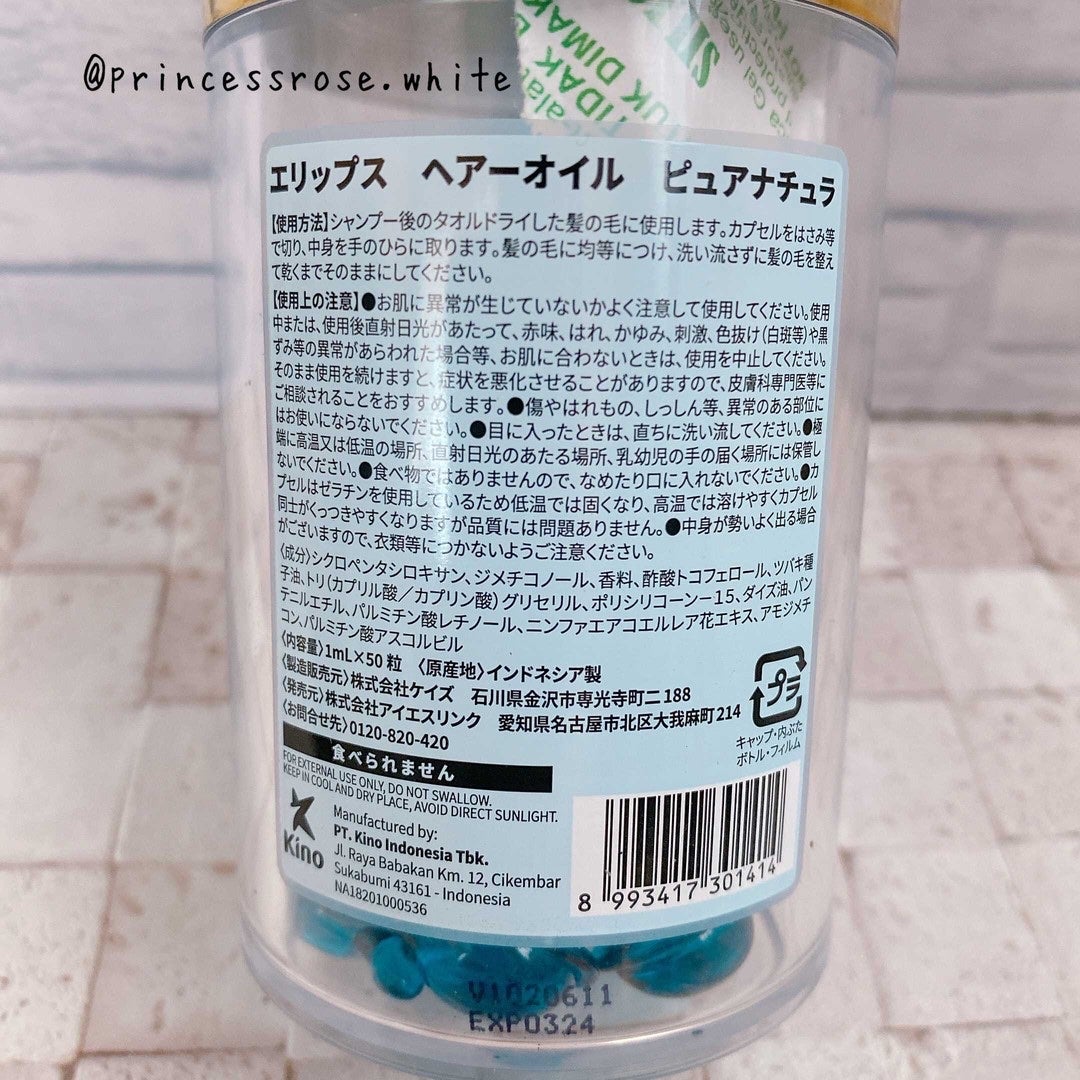 @princessrose.white
エリップス ヘアーオイル ピュアナチュラ
【使用方法】シャンプー後のタオルドライした髪の毛に使用します。カプセルをはさみ等
で切り、中身を手のひらに取ります。髪の毛に均等につけ、洗い流さずに髪の毛を整え
て乾くまでそのままにしてください。
【使用上の注意】●お肌に異常が生じていないかよく注意して使用してください。使用
中または、使用後直射日光があたって、赤味、はれ、かゆみ、刺激、色抜け(白斑等)や黒
ずみ等の異常があらわれた場合等、お肌に合わないときは、使用を中止してください。
そのまま使用を続けますと、症状を悪化させることがありますので、皮膚科専門医等に
ご相談されることをおすすめします。●傷やはれもの、しっしん等、異常のある部位に
はお使いにならないでください。●目に入ったときは、直ちに洗い流してください。●極
端に高温又は低温の場所、直射日光のあたる場所、乳幼児の手の届く場所には保管し
ないでください。●食べ物ではありませんので、なめたり口に入れないでください。●カ
プセルはゼラチンを使用しているため低温では固くなり、高温では溶けやすくカプセル
同士がくっつきやすくなりますが品質には問題ありません。●中身が勢いよく出る場合
がございますので、衣類等につかないようご注意ください。
〈成分〉シクロペンタシロキサン、ジメチコノール、香料、酢酸トコフェロール、ツバキ種
子油、トリ(カプリル酸/カプリン酸)グリセリル、ポリシリコーン-15、ダイズ油、パン
テニルエチル、パルミチン酸レチノール、ニンファエアコエルレア花エキス、アモジメチ
コン、パルミチン酸アスコルビル
〈内容量〉1mL×50粒 〈原産地〉インドネシア製
〈製造販売元〉株式会社ケイズ 石川県金沢市専光寺町ニ188
〈発売元〉株式会社アイエスリンク 愛知県名古屋市北区大我麻町214
〈お問合せ先〉0120-820-420
プラ
キャップ・内ぶた
ボトル・フィルム
食べられません
FOR EXTERNAL USE ONLY, DO NOT SWALLOW.
KEEP IN COOL AND DRY PLACE, AVOID DIRECT SUNLIGHT.
Kino
Manufactured by:
PT. Kino Indonesia Tbk.
Jl. Raya Babakan Km. 12, Cikembar
Sukabumi 43161 - Indonesia
NA18201000536
8 993417 301414
V1020611
EXP0324